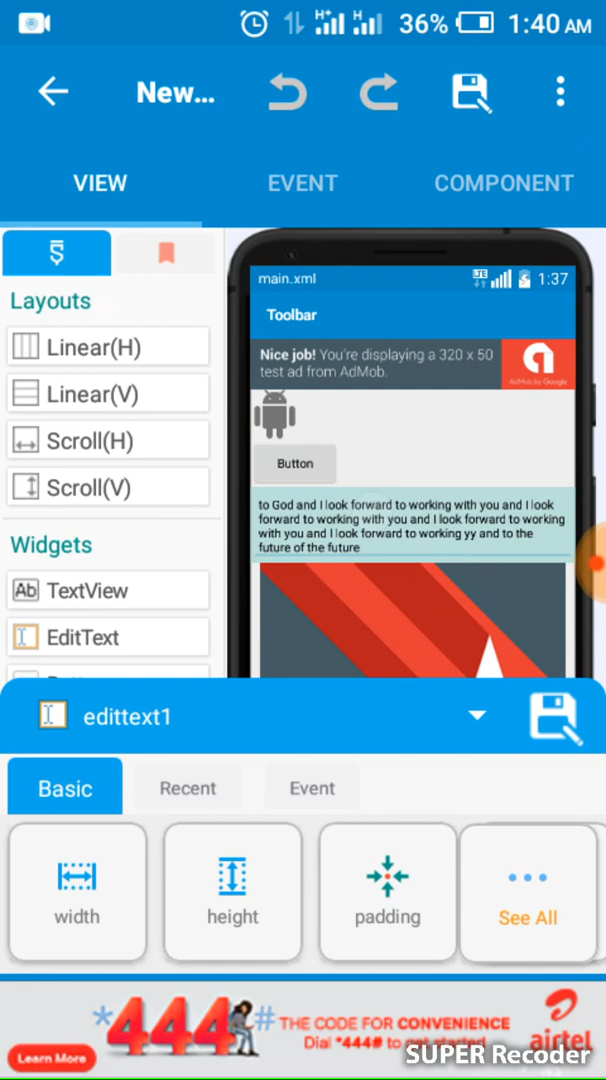 H+ H 36% 1:40 AM
New...
VIEW EVENT COMPONENT
Layouts
Linear(H)
Linear(V)
Scroll(H)
Scroll(V)
Widgets
Ab TextView
EditText
main.xml LTE 1:37
Toolbar
Nice job! You're displaying a 320 x 50
test ad from AdMob.
AdMob by Google
Button
to God and I look forward to working with you and I look
forward to working with you and I look forward to working
with you and I look forward to working yy and to the
future of the future
edittext1
Basic Recent Event
width height padding See All
*444# THE CODE FOR CONVENIENCE
Dial *444# to get started
Learn More
airtel
SUPER Recoder